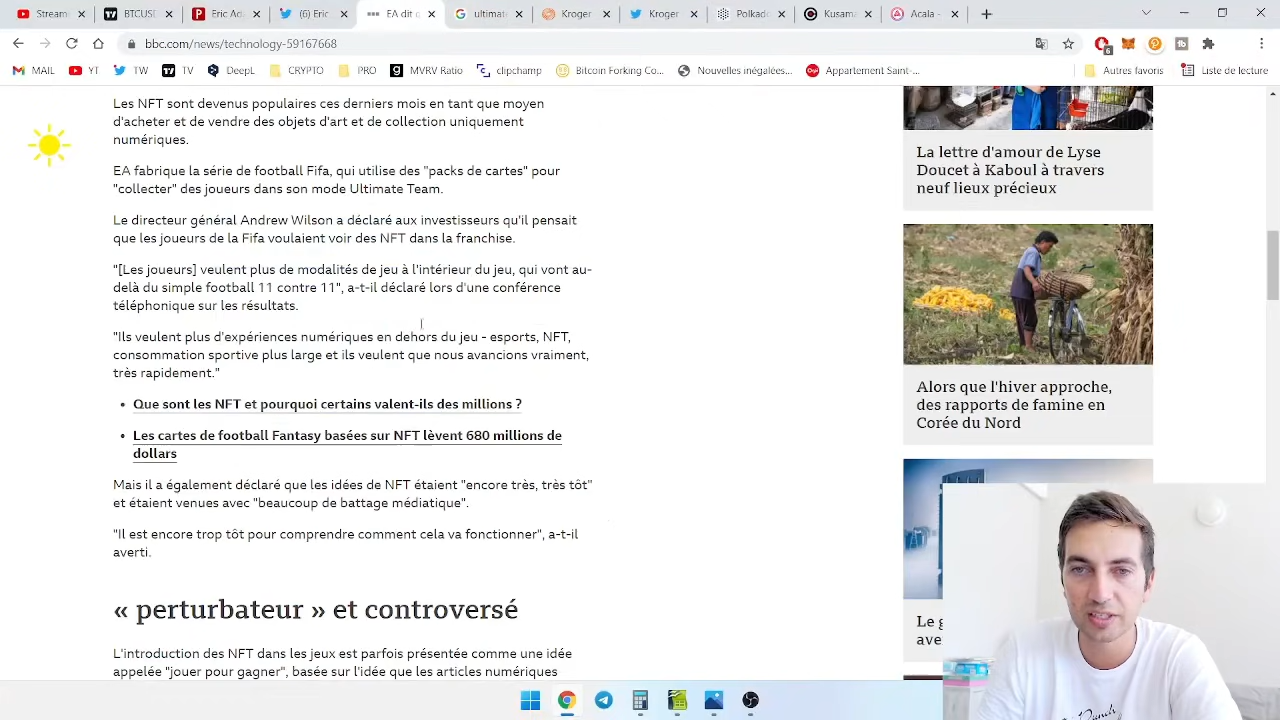 Stream
BTCUSI
Eric Ad
(6) Eric
EA dit c
ultimate
Kroger
Kroger
Polkado
Kusama
Acala -
bbc.com/news/technology-59167668
6
MAIL
YT
TW
TV
DeepL
CRYPTO
PRO
MVRV Ratio
clipchamp
Bitcoin Forking Co...
Nouvelles mégalées...
Appartement Saint-...
Autres favoris
Liste de lecture
Les NFT sont devenus populaires ces derniers mois en tant que moyen
d'acheter et de vendre des objets d'art et de collection uniquement
numériques.
EA fabrique la série de football Fifa, qui utilise des "packs de cartes" pour
"collecter" des joueurs dans son mode Ultimate Team.
Le directeur général Andrew Wilson a déclaré aux investisseurs qu'il pensait
que les joueurs de la Fifa voulaient voir des NFT dans la franchise.
"[Les joueurs] veulent plus de modalités de jeu à l'intérieur du jeu, qui vont au-
delà du simple football 11 contre 11", a-t-il déclaré lors d'une conférence
téléphonique sur les résultats.
"Ils veulent plus d'expériences numériques en dehors du jeu - esports, NFT,
consommation sportive plus large et ils veulent que nous avancions vraiment,
très rapidement."
• Que sont les NFT et pourquoi certains valent-ils des millions ?
• Les cartes de football Fantasy basées sur NFT lèvent 680 millions de
dollars
Mais il a également déclaré que les idées de NFT étaient "encore très, très tôt"
et étaient venues avec "beaucoup de battage médiatique".
"Il est encore trop tôt pour comprendre comment cela va fonctionner", a-t-il
averti.
« perturbateur » et controversé
L'introduction des NFT dans les jeux est parfois présentée comme une idée
appelée "jouer pour gagner", basée sur l'idée que les articles numériques
La lettre d'amour de Lyse
Doucet à Kaboul à travers
neuf lieux précieux
Alors que l'hiver approche,
des rapports de famine en
Corée du Nord
Le g
ave